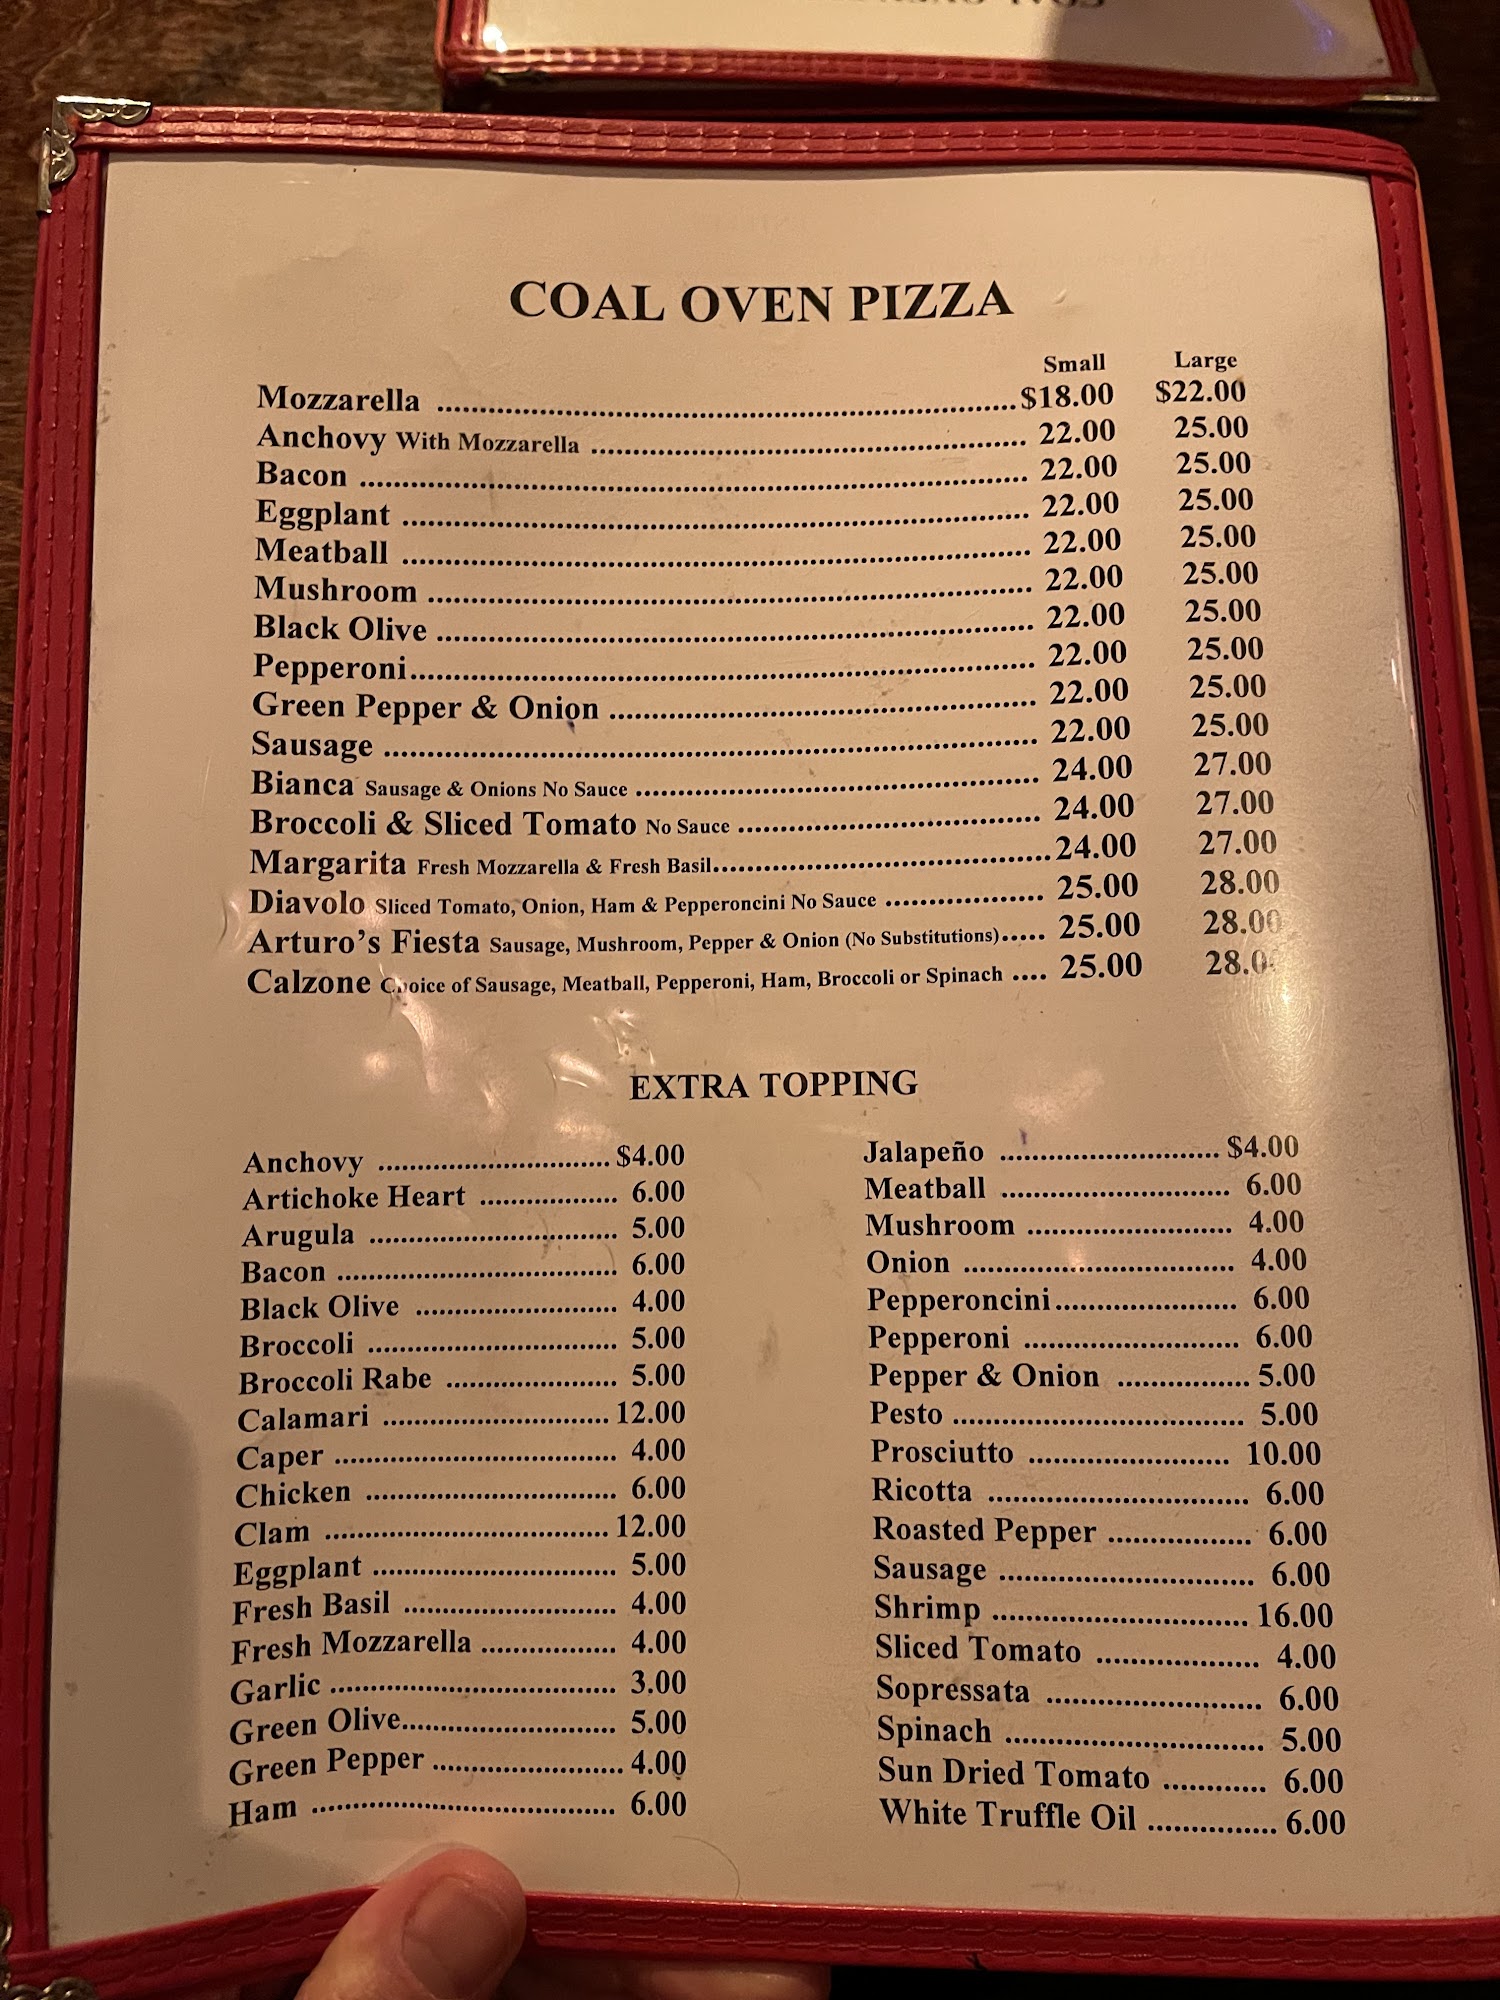 COAL OVEN PIZZA
Small Large
Mozzarella ........ $18.00 $22.00
Anchovy With Mozzarella ........ 22.00 25.00
Bacon ........ 22.00 25.00
Eggplant ........ 22.00 25.00
Meatball ........ 22.00 25.00
Mushroom ........ 22.00 25.00
Black Olive ........ 22.00 25.00
Pepperoni ........ 22.00 25.00
Green Pepper & Onion ........ 22.00 25.00
Sausage ........ 22.00 25.00
Bianca Sausage & Onions No Sauce ........ 24.00 27.00
Broccoli & Sliced Tomato No Sauce ........ 24.00 27.00
Margarita Fresh Mozzarella & Fresh Basil ........ 24.00 27.00
Diavolo Sliced Tomato, Onion, Ham & Pepperoncini No Sauce ........ 25.00 28.00
Arturo's Fiesta Sausage, Mushroom, Pepper & Onion (No Substitutions) ..... 25.00 28.00
Calzone Choice of Sausage, Meatball, Pepperoni, Ham, Broccoli or Spinach .... 25.00 28.00
EXTRA TOPPING
Anchovy ........ $4.00
Artichoke Heart ........ 6.00
Arugula ........ 5.00
Bacon ........ 6.00
Black Olive ........ 4.00
Broccoli ........ 5.00
Broccoli Rabe ........ 5.00
Calamari ........ 12.00
Caper ........ 4.00
Chicken ........ 6.00
Clam ........ 12.00
Eggplant ........ 5.00
Fresh Basil ........ 4.00
Fresh Mozzarella ........ 4.00
Garlic ........ 3.00
Green Olive ........ 5.00
Green Pepper ........ 4.00
Ham ........ 6.00
Jalapeño ........ $4.00
Meatball ........ 6.00
Mushroom ........ 4.00
Onion ........ 4.00
Pepperoncini ........ 6.00
Pepperoni ........ 6.00
Pepper & Onion ........ 5.00
Pesto ........ 5.00
Prosciutto ........ 10.00
Ricotta ........ 6.00
Roasted Pepper ........ 6.00
Sausage ........ 6.00
Shrimp ........ 16.00
Sliced Tomato ........ 4.00
Sopressata ........ 6.00
Spinach ........ 5.00
Sun Dried Tomato ........ 6.00
White Truffle Oil ........ 6.00